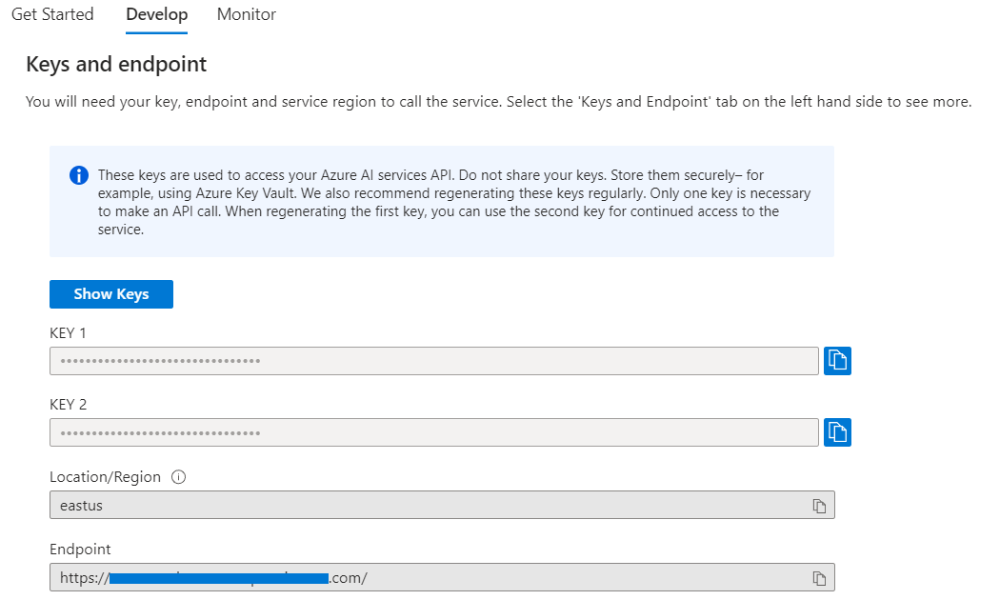 Get Started Develop Monitor
Keys and endpoint
You will need your key, endpoint and service region to call the service. Select the 'Keys and Endpoint' tab on the left hand side to see more.
These keys are used to access your Azure AI services API. Do not share your keys. Store them securely– for
example, using Azure Key Vault. We also recommend regenerating these keys regularly. Only one key is necessary
to make an API call. When regenerating the first key, you can use the second key for continued access to the
service.
Show Keys
KEY 1
••••••••••••••••••••••••••••••••
KEY 2
••••••••••••••••••••••••••••••••
Location/Region
eastus
Endpoint
https:// .com/